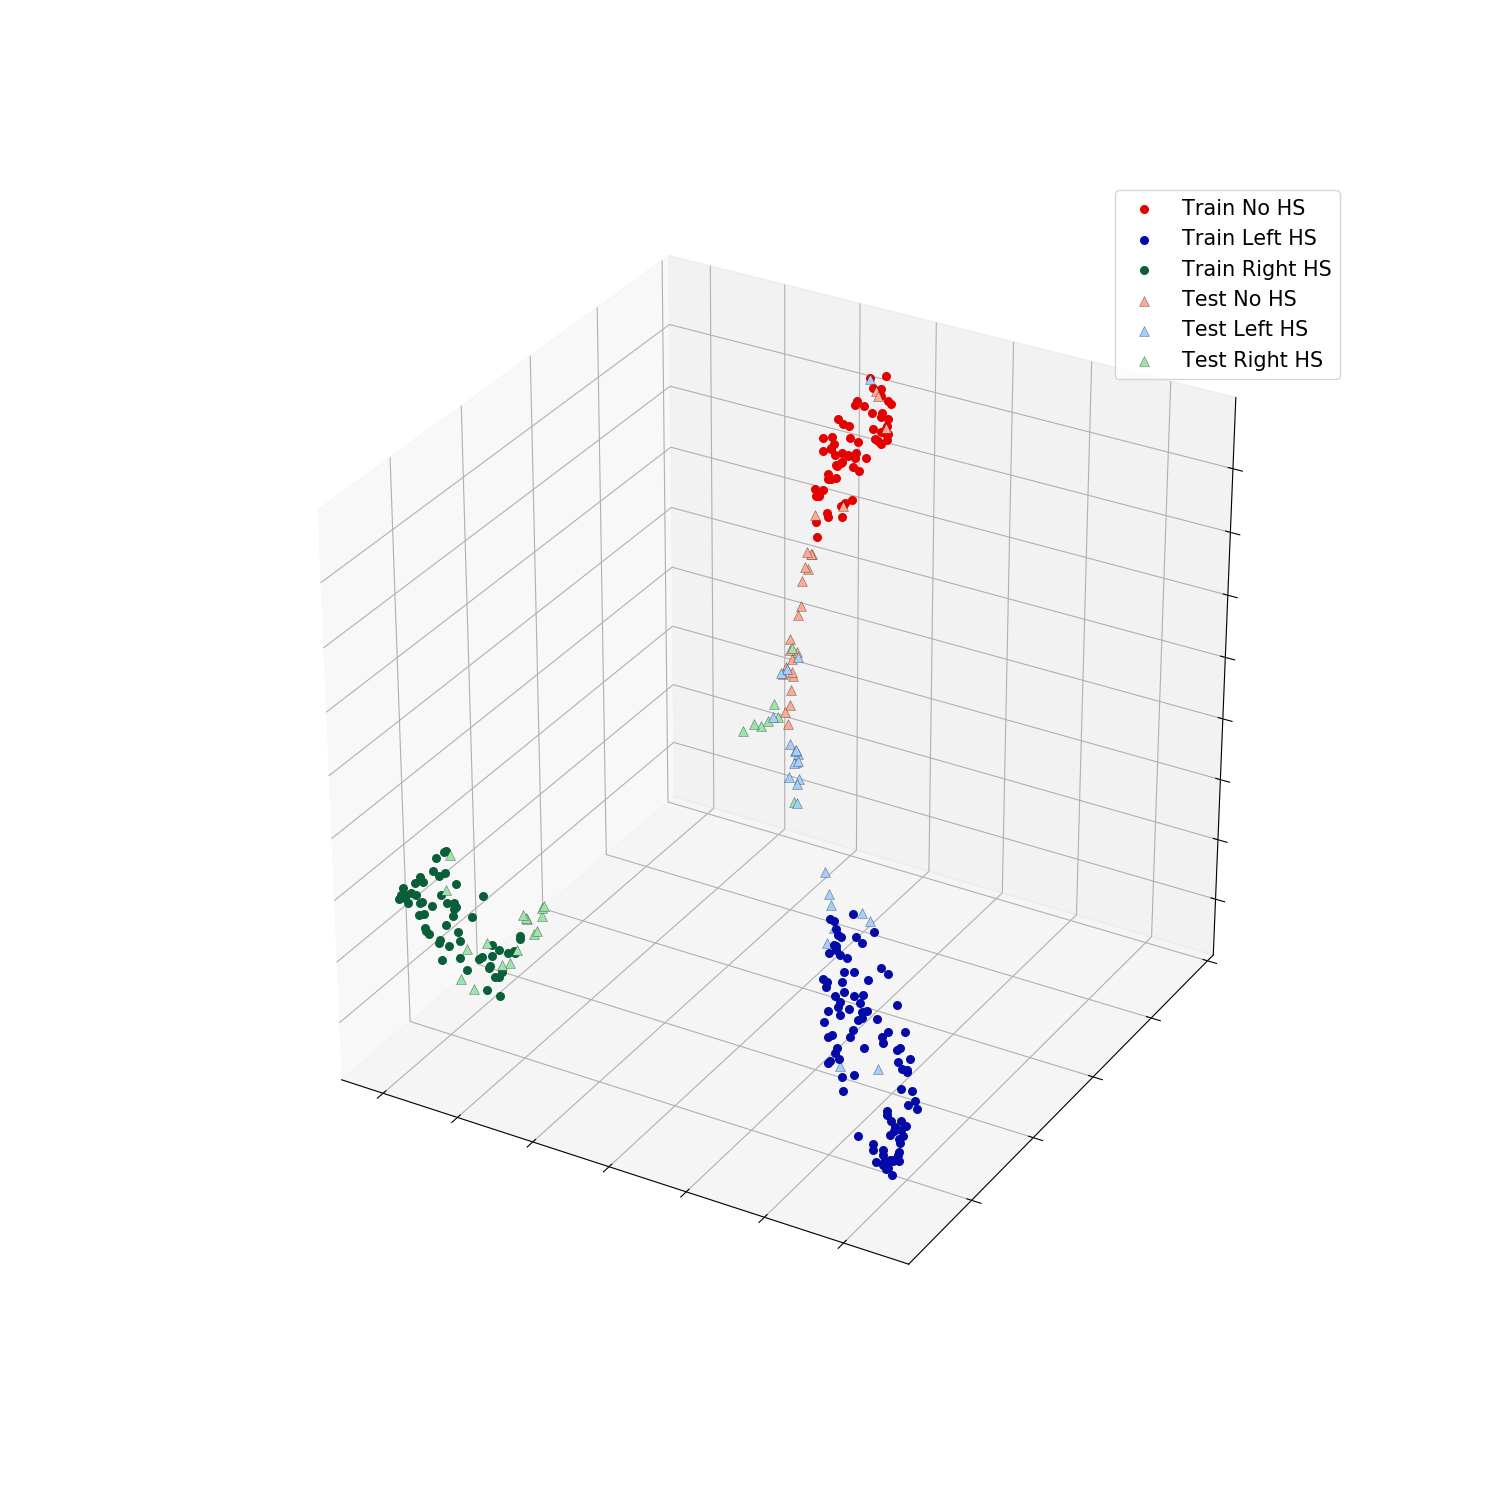 Train No HS
Train Left HS
Train Right HS
Test No HS
Test Left HS
Test Right HS